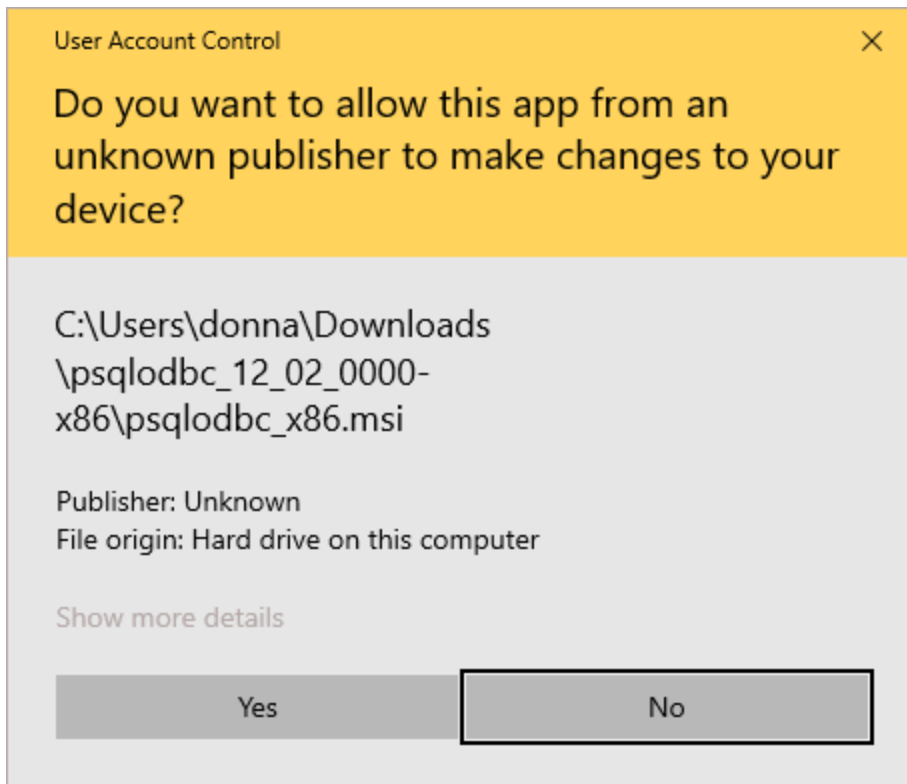 User Account Control
Do you want to allow this app from an
unknown publisher to make changes to your
device?
C:\Users\donna\Downloads
\psqlodbc_12_02_0000-
x86\psqlodbc_x86.msi
Publisher: Unknown
File origin: Hard drive on this computer
Show more details
Yes
No